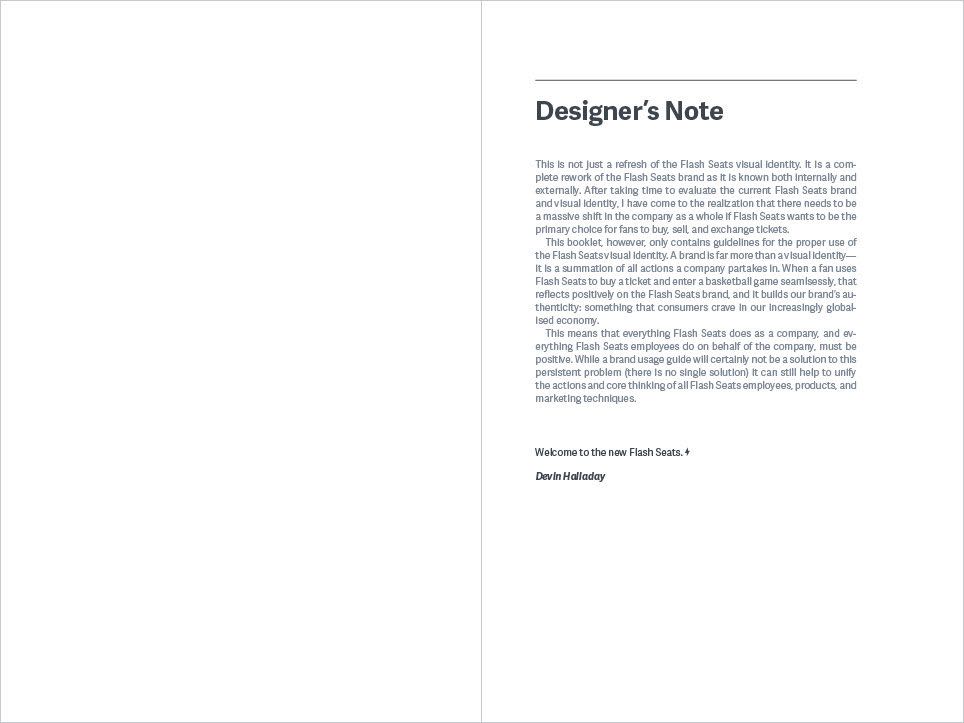 Designer’s Note
This is not just a refresh of the Flash Seats visual identity. It is a com-
plete rework of the Flash Seats brand as it is known both internally and
externally. After taking time to evaluate the current Flash Seats brand
and visual identity, I have come to the realization that there needs to be
a massive shift in the company as a whole if Flash Seats wants to be the
primary choice for fans to buy, sell, and exchange tickets.
This booklet, however, only contains guidelines for the proper use of
the Flash Seats visual identity. A brand is far more than a visual identity—
it is a summation of all actions a company partakes in. When a fan uses
Flash Seats to buy a ticket and enter a basketball game seamlsessly, that
reflects positively on the Flash Seats brand, and it builds our brand’s au-
thenticity: something that consumers crave in our increasingly global-
ised economy.
This means that everything Flash Seats does as a company, and ev-
erything Flash Seats employees do on behalf of the company, must be
positive. While a brand usage guide will certainly not be a solution to this
persistent problem (there is no single solution) it can still help to unify
the actions and core thinking of all Flash Seats employees, products, and
marketing techniques.
Welcome to the new Flash Seats.
Devin Halladay